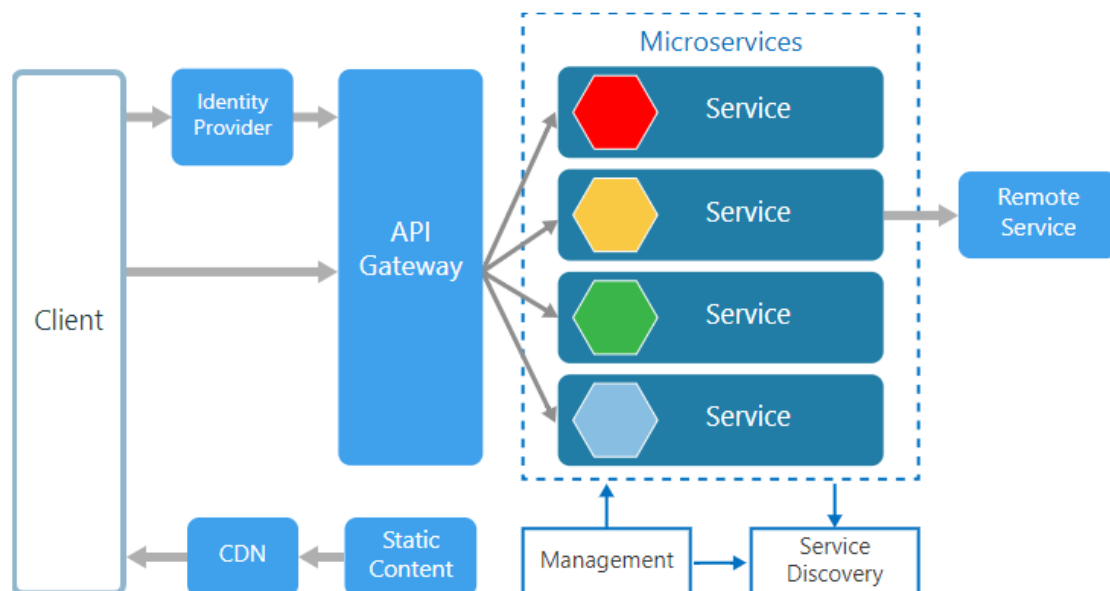 Microservices
Client
Identity
Provider
API
Gateway
Service
Service
Service
Service
Remote
Service
CDN
Static
Content
Management
Service
Discovery